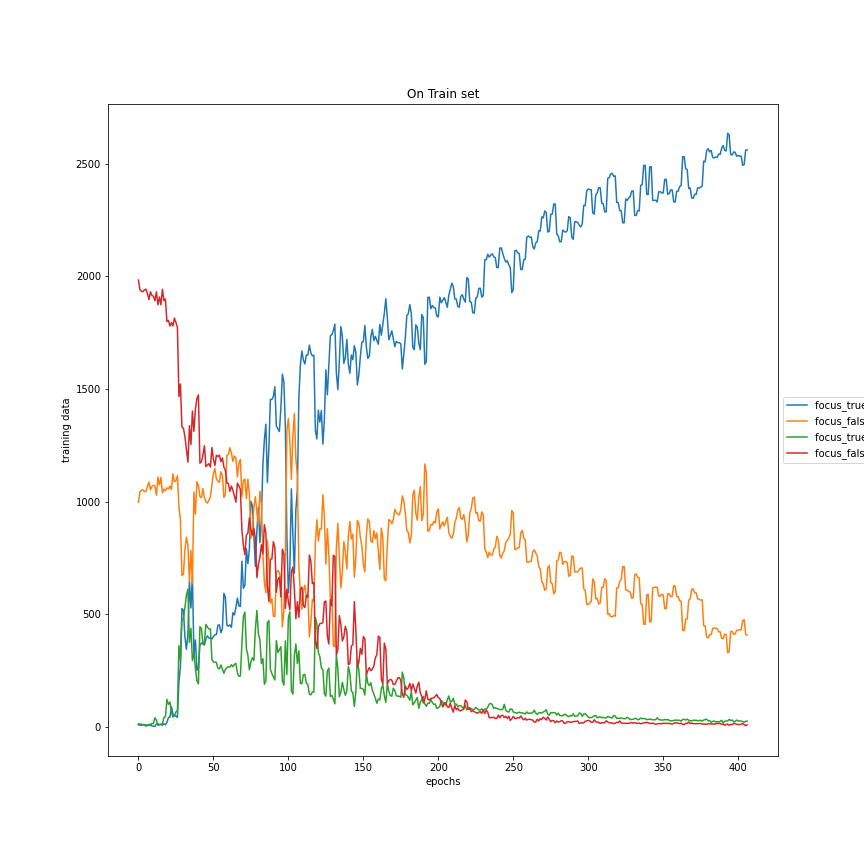 On Train set
2500
2000
1500
1000
500
0
training data
0 50 100 150 200 250 300 350 400
epochs
focus_true
focus_fals
focus_true
focus_fals